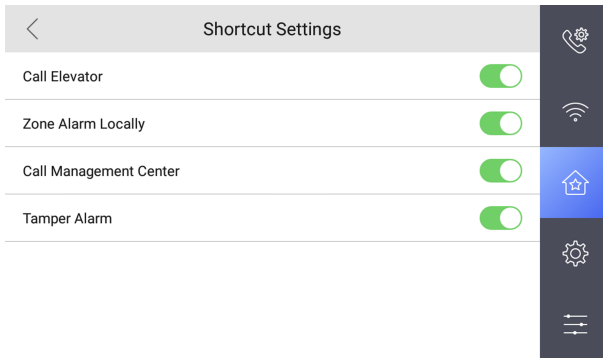 Shortcut Settings
Call Elevator
Zone Alarm Locally
Call Management Center
Tamper Alarm